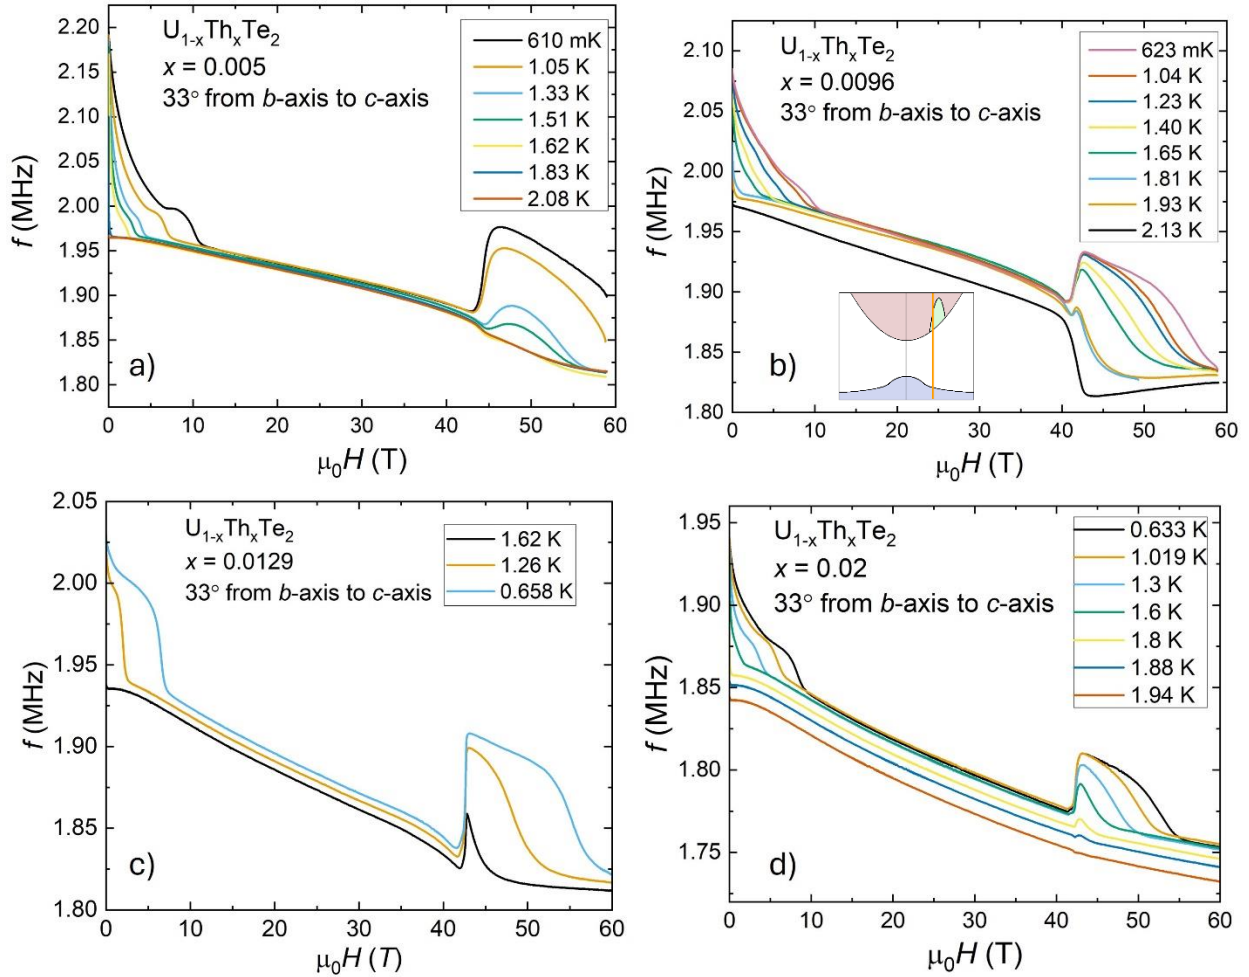 2.20
2.15
2.10
2.05
2.00
1.95
1.90
1.85
1.80
f (MHz)
U1-xThxTe2
x = 0.005
33° from b-axis to c-axis
610 mK
1.05 K
1.33 K
1.51 K
1.62 K
1.83 K
2.08 K
a)
0 10 20 30 40 50 60
μ0H (T)
2.10
2.05
2.00
1.95
1.90
1.85
1.80
f (MHz)
U1-xThxTe2
x = 0.0096
33° from b-axis to c-axis
623 mK
1.04 K
1.23 K
1.40 K
1.65 K
1.81 K
1.93 K
2.13 K
b)
0 10 20 30 40 50 60
μ0H (T)
2.05
2.00
1.95
1.90
1.85
1.80
f (MHz)
U1-xThxTe2
x = 0.0129
33° from b-axis to c-axis
1.62 K
1.26 K
0.658 K
c)
0 10 20 30 40 50 60
μ0H (T)
1.95
1.90
1.85
1.80
1.75
f (MHz)
U1-xThxTe2
x = 0.02
33° from b-axis to c-axis
0.633 K
1.019 K
1.3 K
1.6 K
1.8 K
1.88 K
1.94 K
d)
0 10 20 30 40 50 60
μ0H (T)